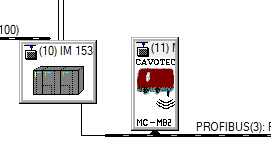 100)
(10) IM 153
(11) M
CAVOTEC
MC-MB2
PROFIBUS(3): P